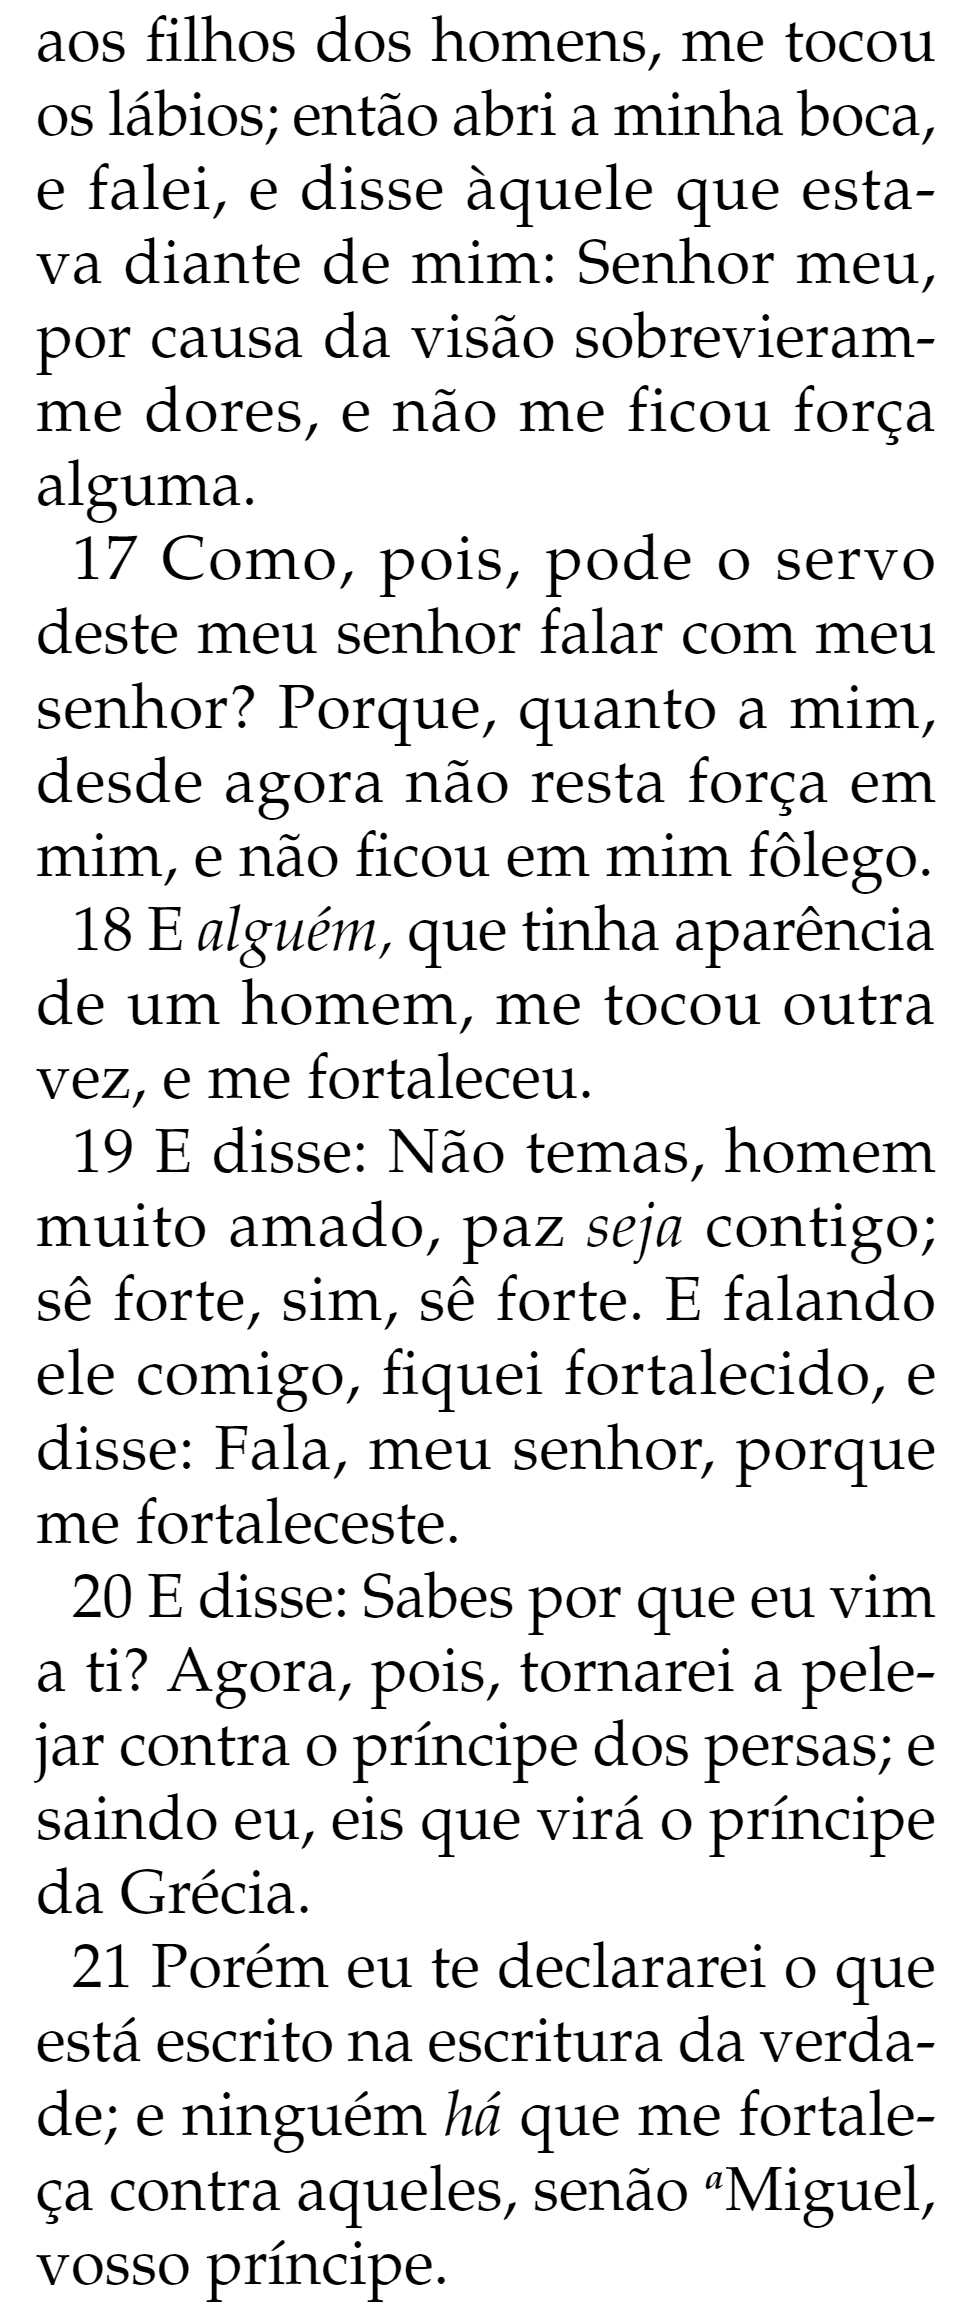 aos filhos dos homens, me tocou
os lábios; então abri a minha boca,
e falei, e disse àquele que esta-
va diante de mim: Senhor meu,
por causa da visão sobrevieram-
me dores, e não me ficou força
alguma.
17 Como, pois, pode o servo
deste meu senhor falar com meu
senhor? Porque, quanto a mim,
desde agora não resta força em
mim, e não ficou em mim fôlego.
18 E alguém, que tinha aparência
de um homem, me tocou outra
vez, e me fortaleceu.
19 E disse: Não temas, homem
muito amado, paz seja contigo;
sê forte, sim, sê forte. E falando
ele comigo, fiquei fortalecido, e
disse: Fala, meu senhor, porque
me fortaleceste.
20 E disse: Sabes por que eu vim
a ti? Agora, pois, tornarei a pele-
jar contra o príncipe dos persas; e
saindo eu, eis que virá o príncipe
da Grécia.
21 Porém eu te declararei o que
está escrito na escritura da verda-
de; e ninguém há que me fortale-
ça contra aqueles, senão aMiguel,
vosso príncipe.